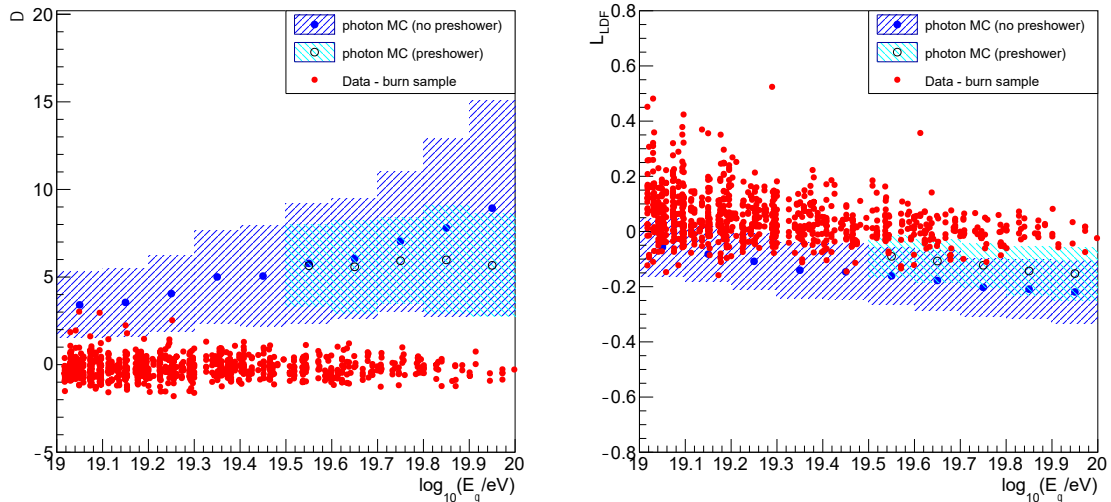 D
20
15
10
5
0
−5
photon MC (no preshower)
photon MC (preshower)
Data - burn sample
19 19.1 19.2 19.3 19.4 19.5 19.6 19.7 19.8 19.9 20
log10(E_g/eV)
L_LDF
0.8
0.6
0.4
0.2
0
−0.2
−0.4
−0.6
−0.8
photon MC (no preshower)
photon MC (preshower)
Data - burn sample
19 19.1 19.2 19.3 19.4 19.5 19.6 19.7 19.8 19.9 20
log10(E_g/eV)